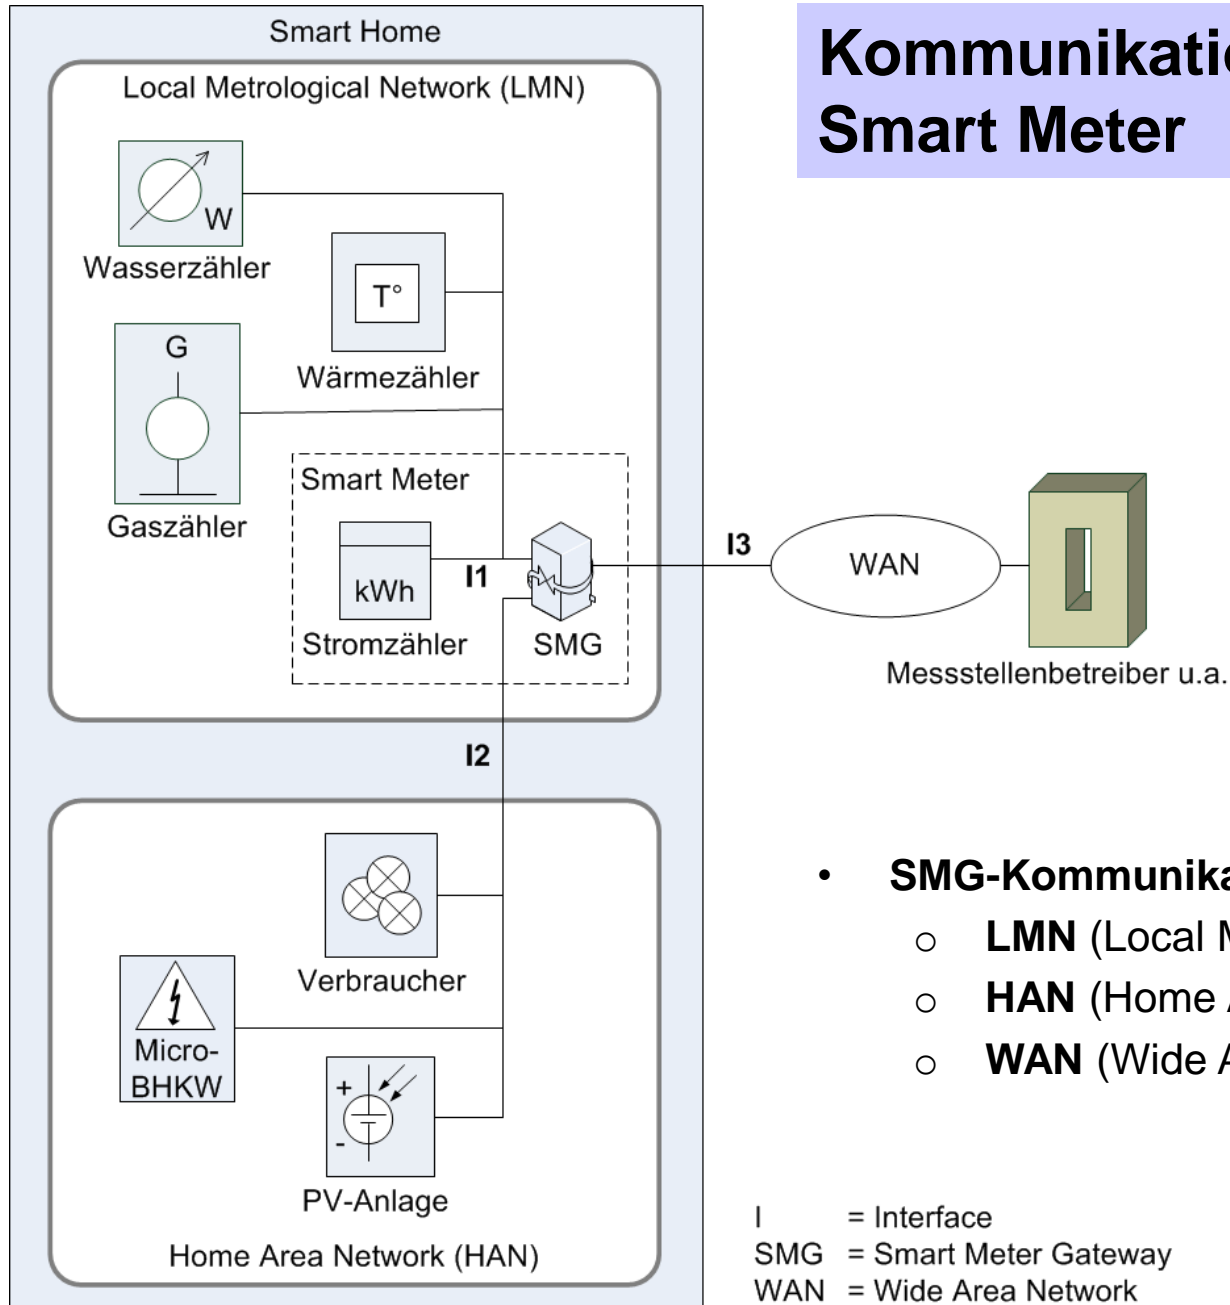 Smart Home
Local Metrological Network (LMN)
W
Wasserzähler
T°
Wärmezähler
G
Gaszähler
Smart Meter
kWh
Stromzähler
I1
SMG
I3
WAN
Messstellenbetreiber u.a.
I2
Verbraucher
Micro-
BHKW
+
-
PV-Anlage
Home Area Network (HAN)
Smart Meter
• SMG-
o LMN (Local
o HAN (Home
o WAN (Wide
I = Interface
SMG = Smart Meter Gateway
WAN = Wide Area Network